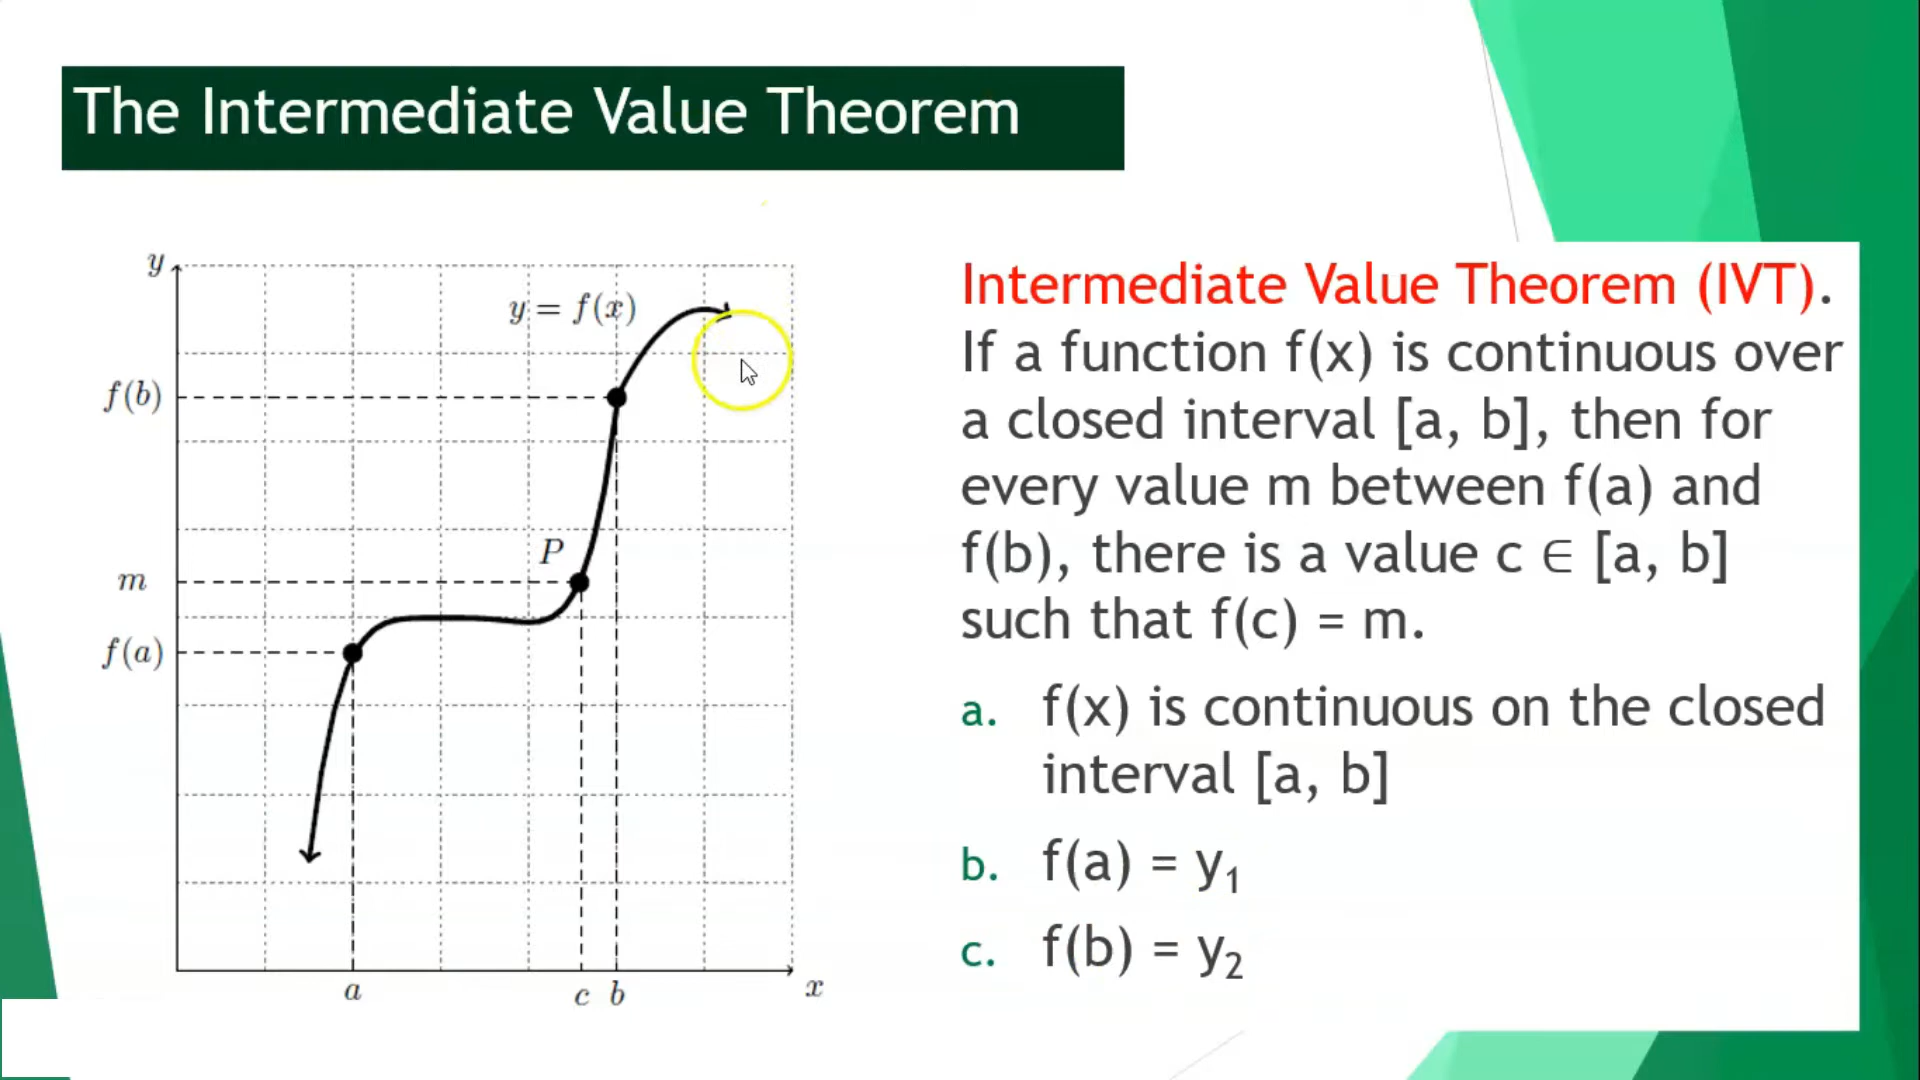 The Intermediate Value Theorem
y
y = f(x)
f(b)
P
m
f(a)
a
c
b
x
Intermediate Value Theorem (IVT).
If a function f(x) is continuous over
a closed interval [a, b], then for
every value m between f(a) and
f(b), there is a value c ∈ [a, b]
such that f(c) = m.
a. f(x) is continuous on the closed
interval [a, b]
b. f(a) = y₁
c. f(b) = y₂